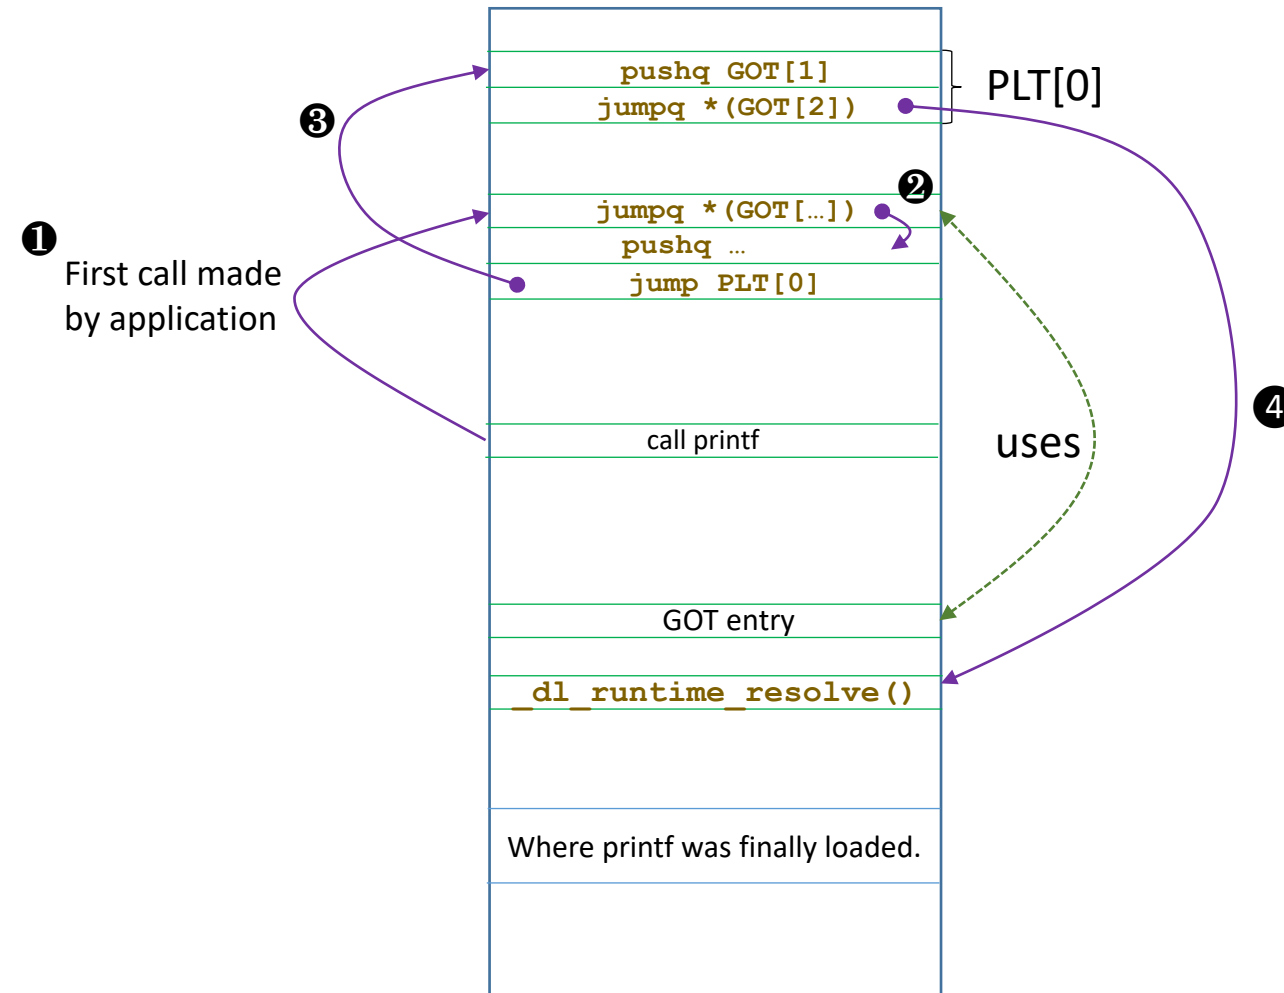 pushq GOT[1]
jumpq *(GOT[2])
PLT[0]
❸
❷
jumpq *(GOT[…])
pushq …
jump PLT[0]
❶
First call made
by application
call printf
uses
❹
GOT entry
_dl_runtime_resolve()
Where printf was finally loaded.